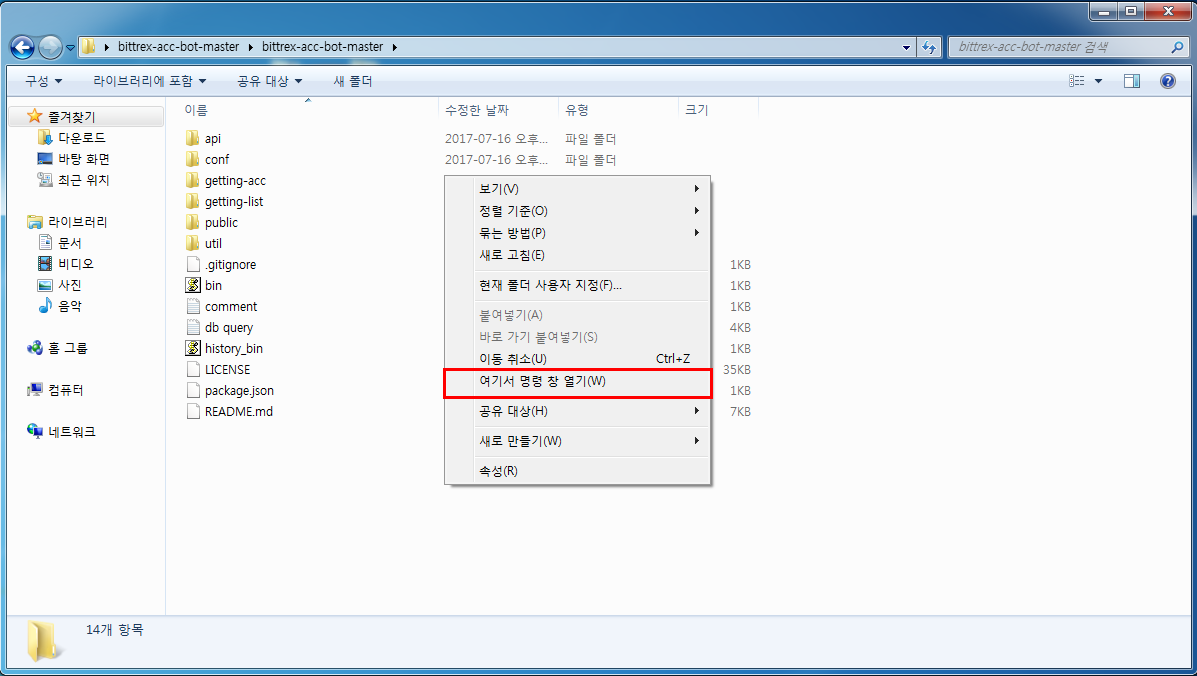 bittrex-acc-bot-master ▸ bittrex-acc-bot-master ▸
bittrex-acc-bot-master 검색
구성 라이브러리에 포함 공유 대상 새 폴더
이름 수정한 날짜 유형 크기
즐겨찾기
다운로드
바탕 화면
최근 위치
라이브러리
문서
비디오
사진
음악
홈 그룹
컴퓨터
네트워크
api 2017-07-16 오후... 파일 폴더
conf 2017-07-16 오후... 파일 폴더
getting-acc
getting-list
public
util
.gitignore 1KB
bin 1KB
comment 1KB
db query 4KB
history_bin 1KB
LICENSE 35KB
package.json 1KB
README.md 7KB
보기(V)
정렬 기준(O)
묶는 방법(P)
새로 고침(E)
현재 폴더 사용자 지정(F)...
붙여넣기(A)
바로 가기 붙여넣기(S)
이동 취소(U) Ctrl+Z
여기서 명령 창 열기(W)
공유 대상(H)
새로 만들기(W)
속성(R)
14개 항목